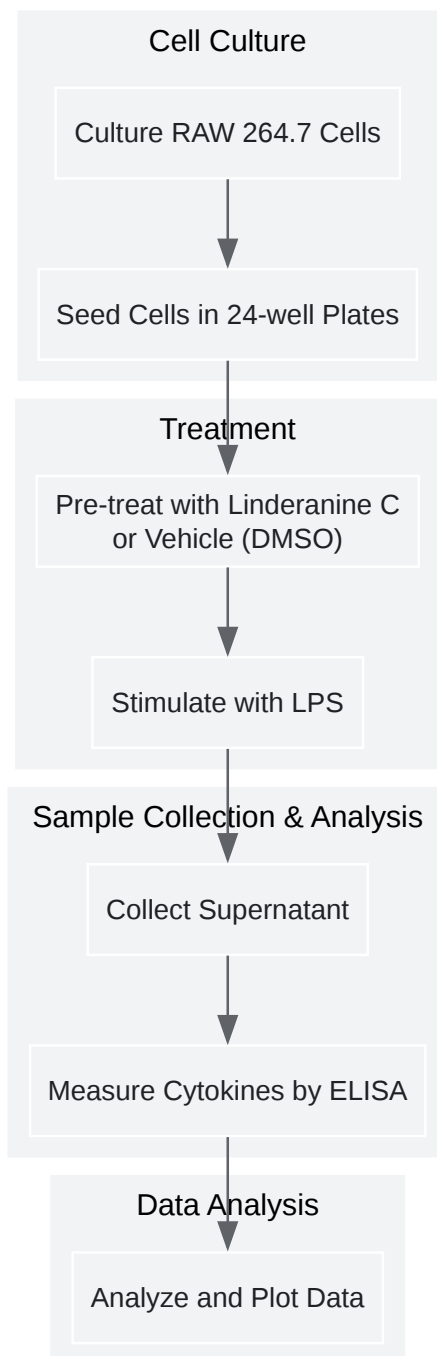 Cell Culture
Culture RAW 264.7 Cells
Seed Cells in 24-well Plates
Treatment
Pre-treat with Linderanine C
or Vehicle (DMSO)
Stimulate with LPS
Sample Collection & Analysis
Collect Supernatant
Measure Cytokines by ELISA
Data Analysis
Analyze and Plot Data